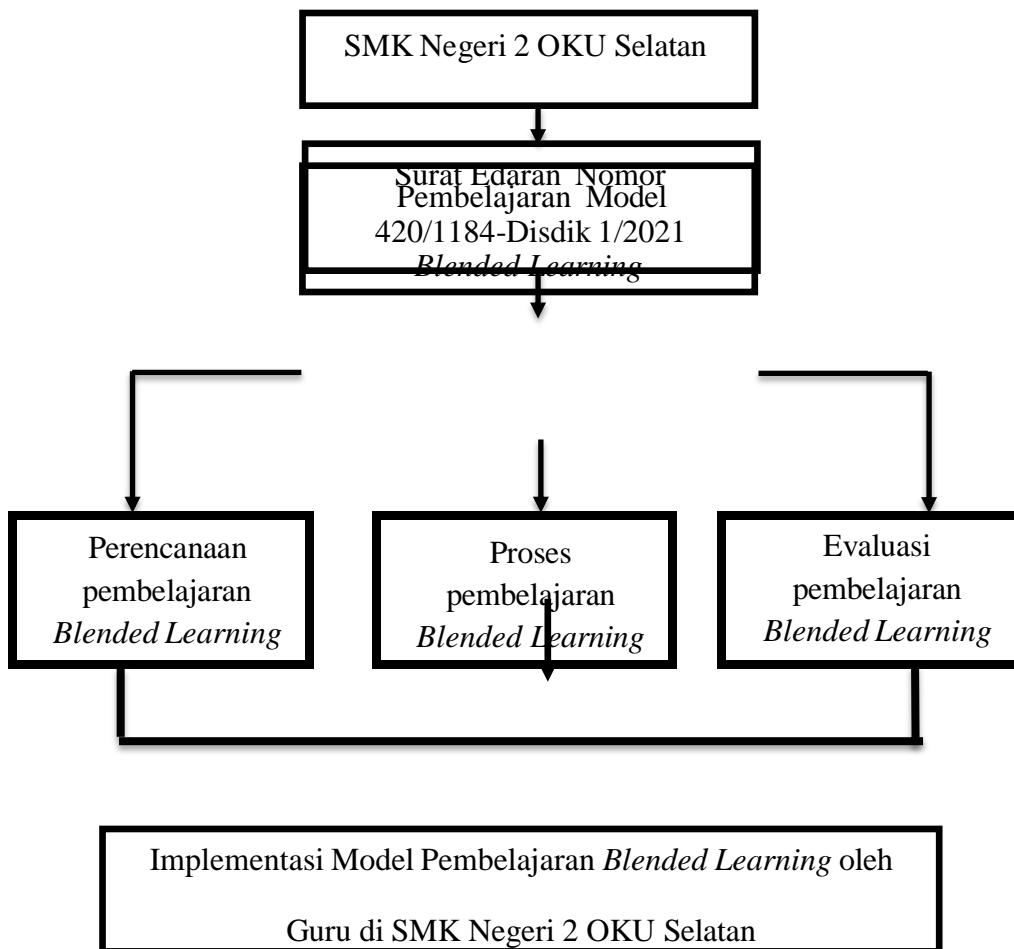 SMK Negeri 2 OKU Selatan
Surat Edaran Nomor
Pembelajaran Model
420/1184-Disdik 1/2021
Blended Learning
Perencanaan
pembelajaran
Blended Learning
Proses
pembelajaran
Blended Learning
Evaluasi
pembelajaran
Blended Learning
Implementasi Model Pembelajaran Blended Learning oleh
Guru di SMK Negeri 2 OKU Selatan